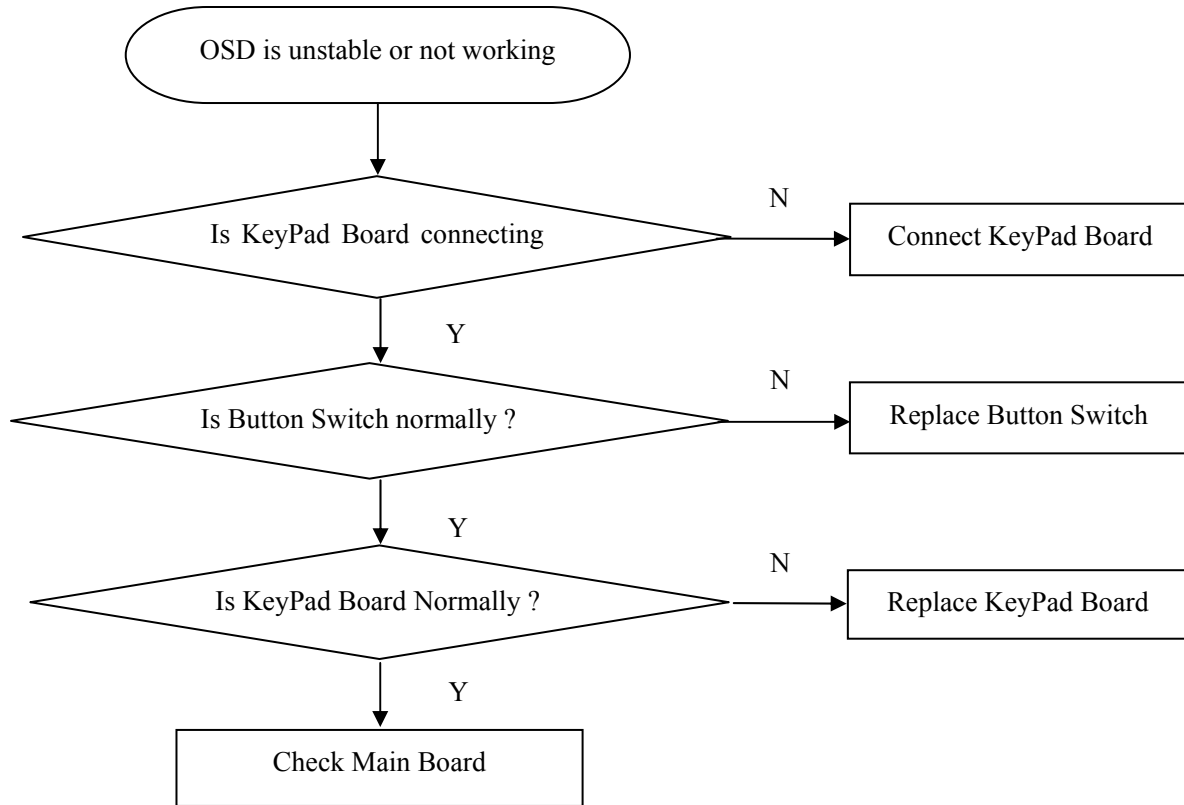 OSD is unstable or not working
N
Is KeyPad Board connecting
Connect KeyPad Board
Y
N
Is Button Switch normally ?
Replace Button Switch
Y
N
Is KeyPad Board Normally ?
Replace KeyPad Board
Y
Check Main Board